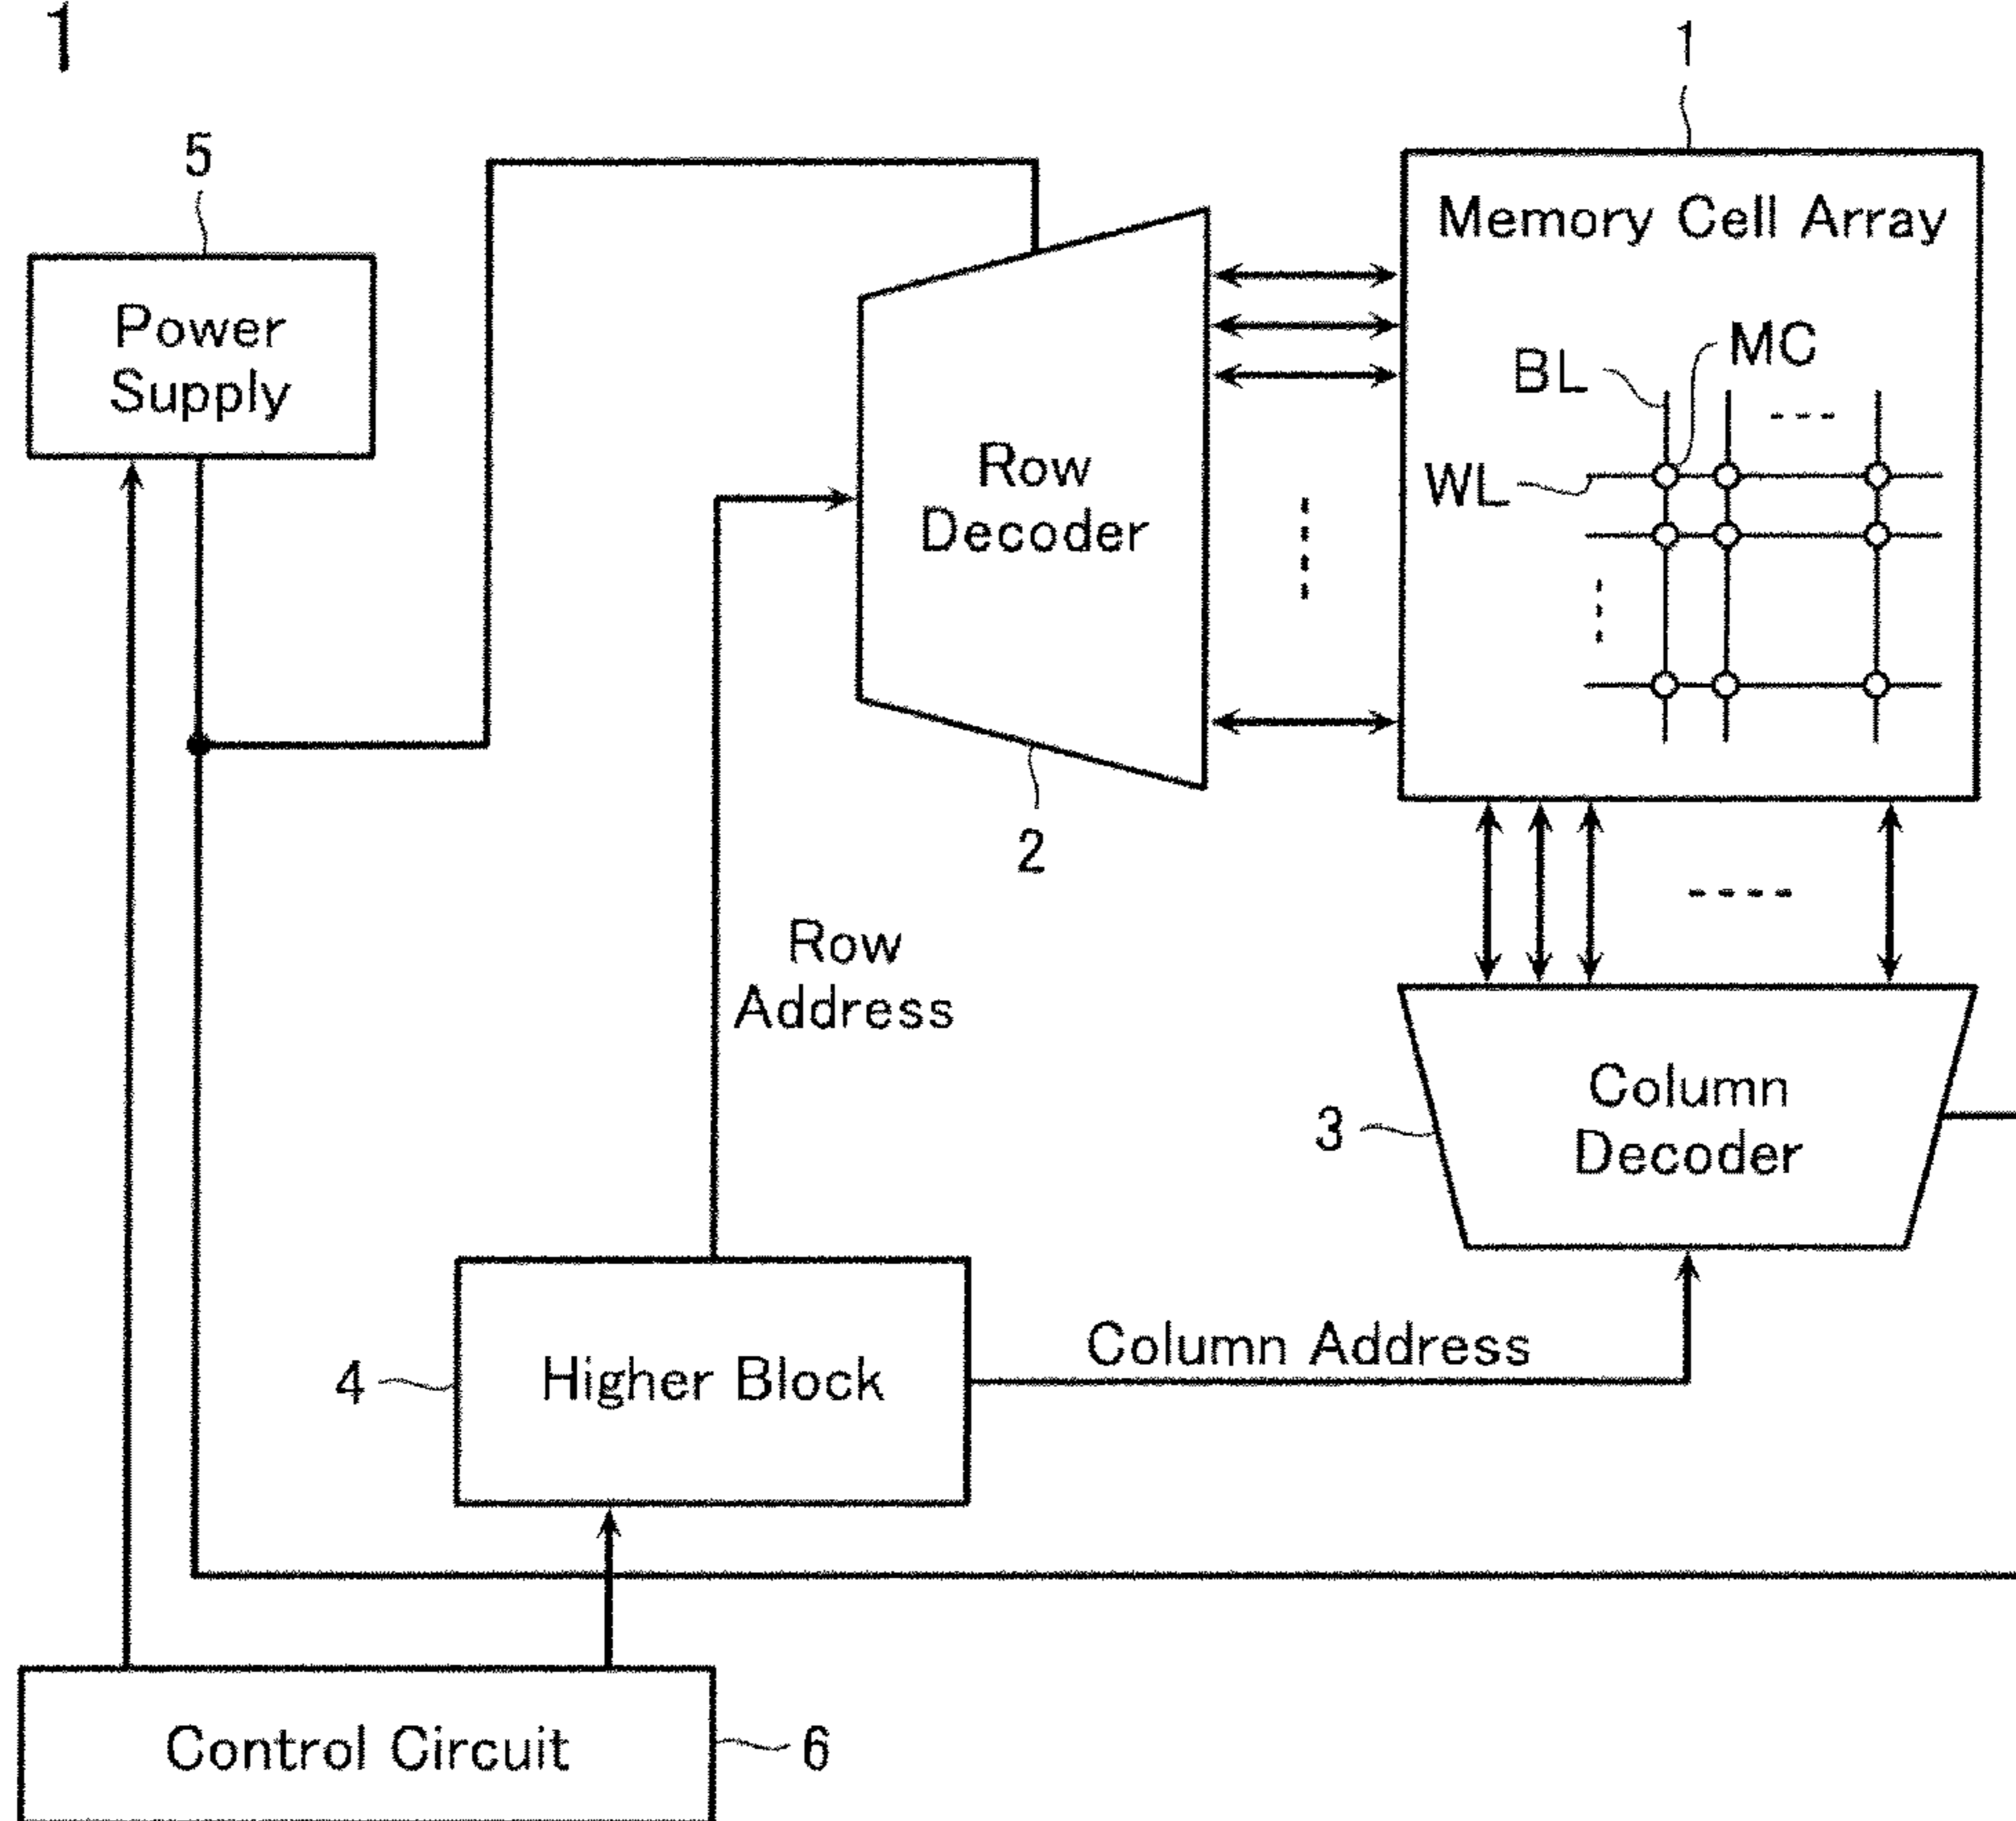 1
1
5
Memory Cell Array
Power
Supply
MC
BL
WL
Row
Decoder
2
Row
Address
Column
Decoder
3
Column Address
Higher Block
4
Control Circuit
6